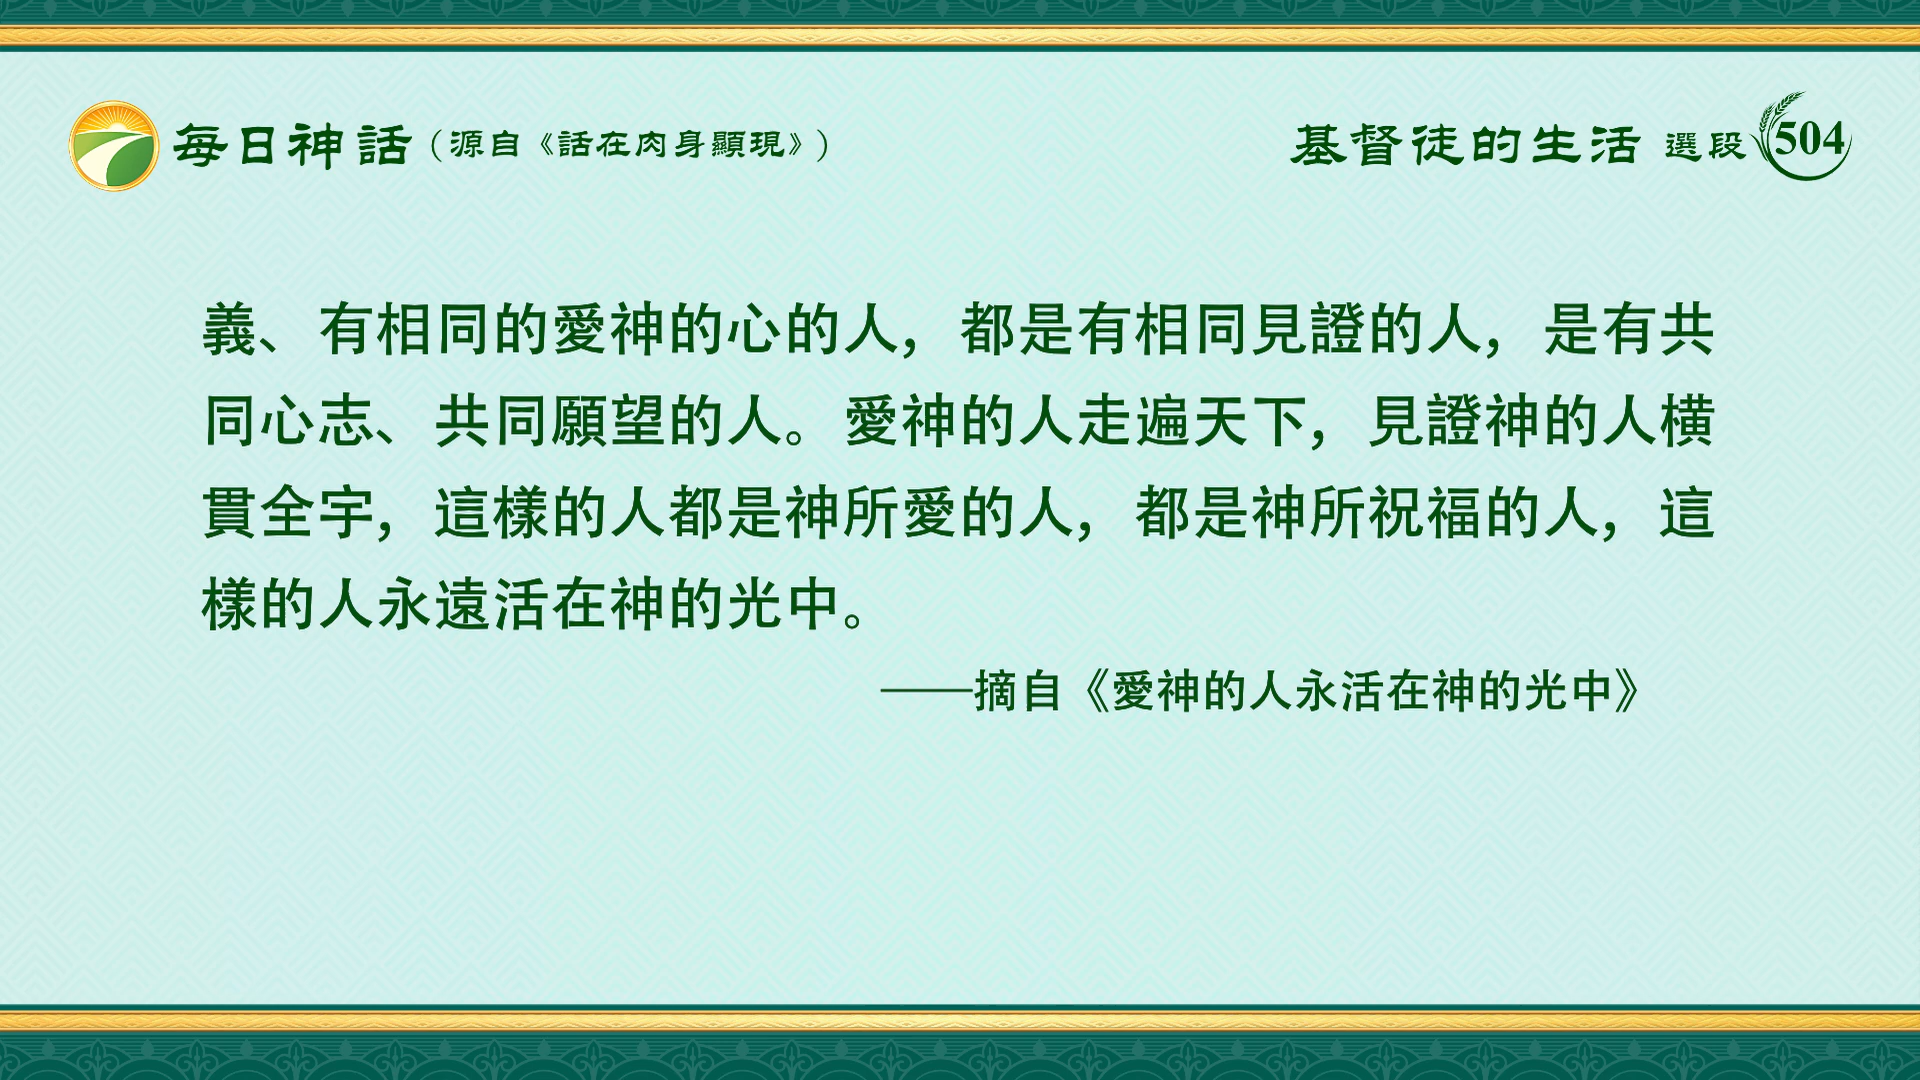 每日神話（源自《話在肉身顯現》）
基督徒的生活 選段 504
義、有相同的愛神的心的人，都是有相同見證的人，是有共
同心志、共同願望的人。愛神的人走遍天下，見證神的人橫
貫全宇，這樣的人都是神所愛的人，都是神所祝福的人，這
樣的人永遠活在神的光中。
——摘自《愛神的人永活在神的光中》